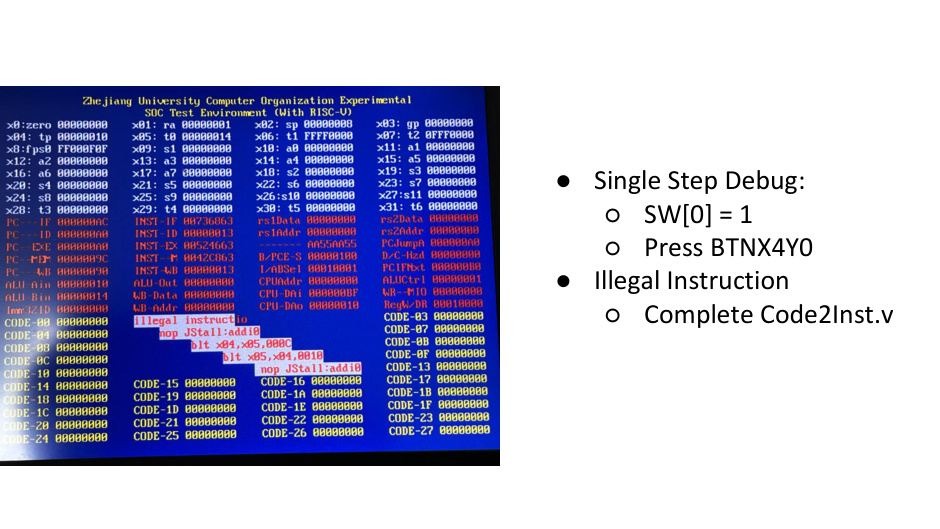 Zhejiang University Computer Organization Experimental
SOC Test Environment (With RISC-V)
x0:zero 00000000 x01: ra 00000001 x02: sp 00000008 x03: gp 00000000
x04: tp 00000010 x05: t0 00000014 x06: t1 FFFF0000 x07: t2 0FFF0000
x8:fps0 FF000F0F x09: s1 00000000 x10: a0 00000000 x11: a1 00000000
x12: a2 00000000 x13: a3 00000000 x14: a4 00000000 x15: a5 00000000
x16: a6 00000000 x17: a7 00000000 x18: s2 00000000 x19: s3 00000000
x20: s4 00000000 x21: s5 00000000 x22: s6 00000000 x23: s7 00000000
x24: s8 00000000 x25: s9 00000000 x26:s10 00000000 x27:s11 00000000
x28: t3 00000000 x29: t4 00000000 x30: t5 00000000 x31: t6 00000000
PC---IF 000000AC INST-IF 00736863 rs1Data 00000000 rs2Data 00000000
PC---ID 000000A0 INST-ID 00000013 rs1Addr 00000000 rs2Addr 00000000
PC--EXE 000000A0 INST-EX 00524663 ------- AA55AA55 PCJumpA 000000A0
PC--MEM 0000009C INST--M 0042C863 B/PCE-S 00000100 D/C-Hzd 00000000
PC---WB 00000090 INST-WB 00000013 I/ABSel 00010001 PCIFNxt 000000B0
ALU-Ain 00000010 ALU-Out 00000000 CPUAddr 00000000 ALUCtrl 00000001
ALU-Bin 00000014 WB-Data 00000000 CPU-DAi 000000BF WR--MIO 00000000
Imm32ID 00000000 WB-Addr 00000000 CPU-DAo 00000010 RegW/DR 00010000
CODE-00 00000000 illegal instructio CODE-03 00000000
CODE-04 00000000 nop JStall:addi0 CODE-07 00000000
CODE-08 00000000 blt x04,x05,000C CODE-0B 00000000
CODE-0C 00000000 blt x05,x04,0010 CODE-0F 00000000
CODE-10 00000000 nop JStall:addi0 CODE-13 00000000
CODE-14 00000000 CODE-15 00000000 CODE-16 00000000 CODE-17 00000000
CODE-18 00000000 CODE-19 00000000 CODE-1A 00000000 CODE-1B 00000000
CODE-1C 00000000 CODE-1D 00000000 CODE-1E 00000000 CODE-1F 00000000
CODE-20 00000000 CODE-21 00000000 CODE-22 00000000 CODE-23 00000000
CODE-24 00000000 CODE-25 00000000 CODE-26 00000000 CODE-27 00000000
● Single Step Debug:
○ SW[0] = 1
○ Press BTNX4Y0
● Illegal Instruction
○ Complete Code2Inst.v